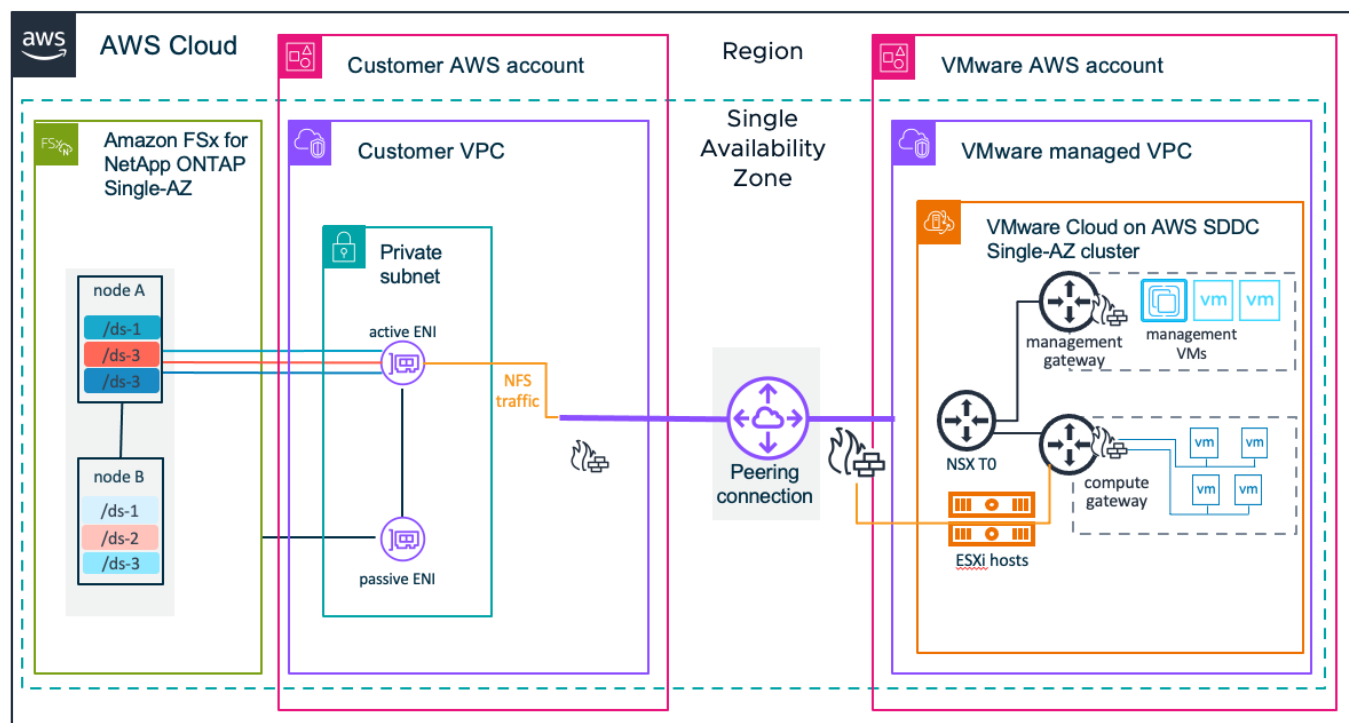 aws
AWS Cloud
Customer AWS account
Region
VMware AWS account
FSx
N
Amazon FSx for
NetApp ONTAP
Single-AZ
Customer VPC
Single
Availability
Zone
VMware managed VPC
VMware Cloud on AWS SDDC
Single-AZ cluster
Private
subnet
node A
/ds-1
/ds-3
/ds-3
active ENI
NFS
traffic
management
gateway
vm
vm
management
VMs
node B
/ds-1
/ds-2
/ds-3
passive ENI
Peering
connection
NSX T0
compute
gateway
vm
vm
vm
vm
ESXi hosts